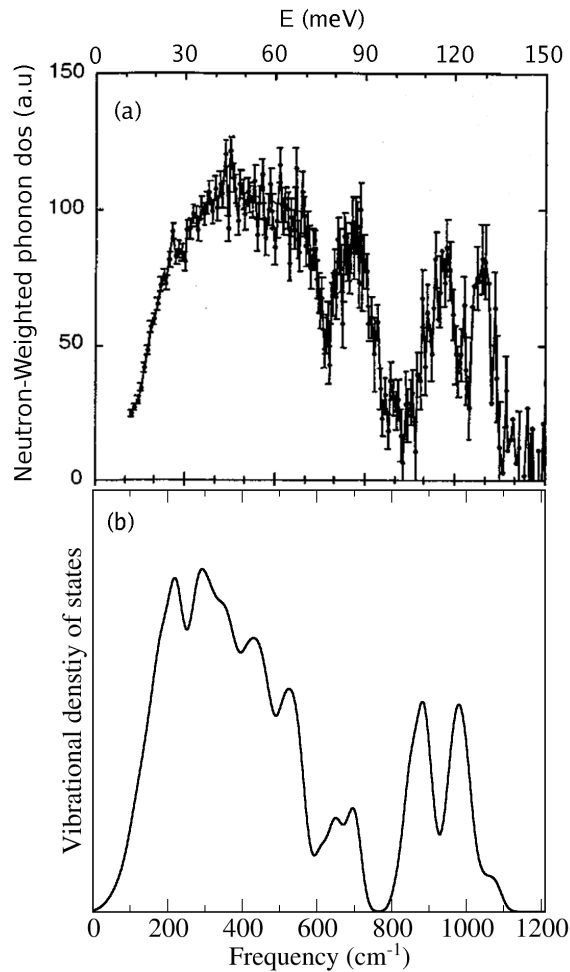 E (meV)
0 30 60 90 120 150
Neutron-Weighted phonon dos (a.u)
150
100
50
0
(a)
(b)
Vibrational denstiy of states
0 200 400 600 800 1000 1200
Frequency (cm-1)